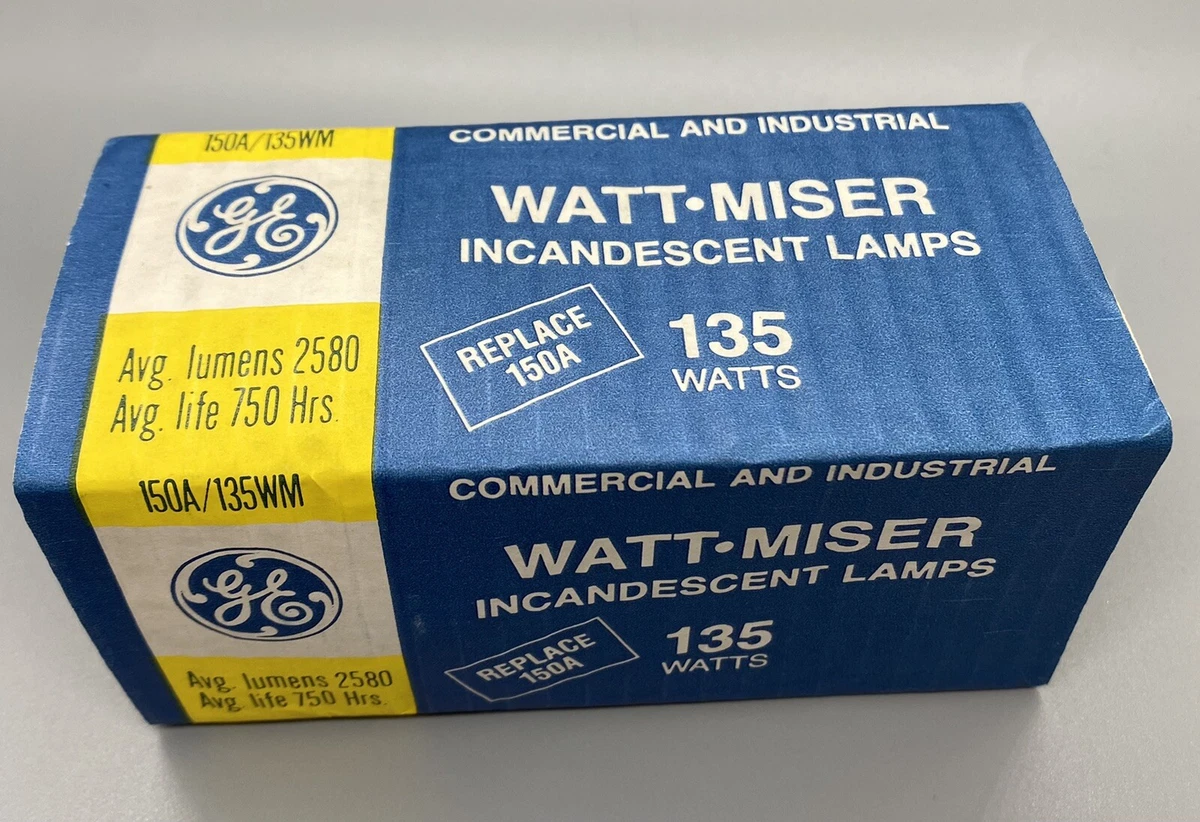 150A/135WM
GE
Avg. lumens 2580
Avg. life 750 Hrs.
COMMERCIAL AND INDUSTRIAL
WATT•MISER
INCANDESCENT LAMPS
REPLACE
150A
135
WATTS
150A/135WM
GE
Avg. lumens 2580
Avg. life 750 Hrs.
COMMERCIAL AND INDUSTRIAL
WATT•MISER
INCANDESCENT LAMPS
REPLACE
150A
135
WATTS